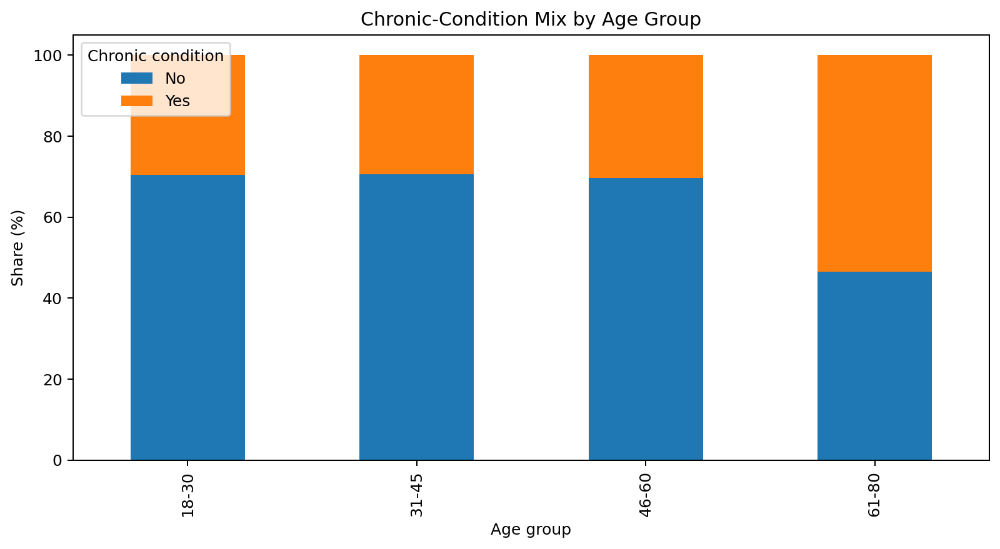 Chronic-Condition Mix by Age Group
Chronic condition
No
Yes
100
80
60
40
20
0
Share (%)
18-30
31-45
46-60
61-80
Age group